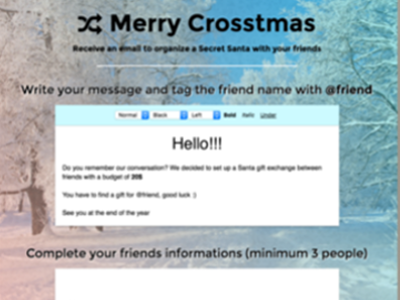 Merry Crosstmas
Receive an email to organize a Secret Santa with your friends
Write your message and tag the friend name with @friend
Normal Black Left Bold Italic Under
Hello!!!
Do you remember our conversation? We decided to set up a Santa gift exchange between
friends with a budget of 20$
You have to find a gift for @friend, good luck :)
See you at the end of the year
Complete your friends informations (minimum 3 people)